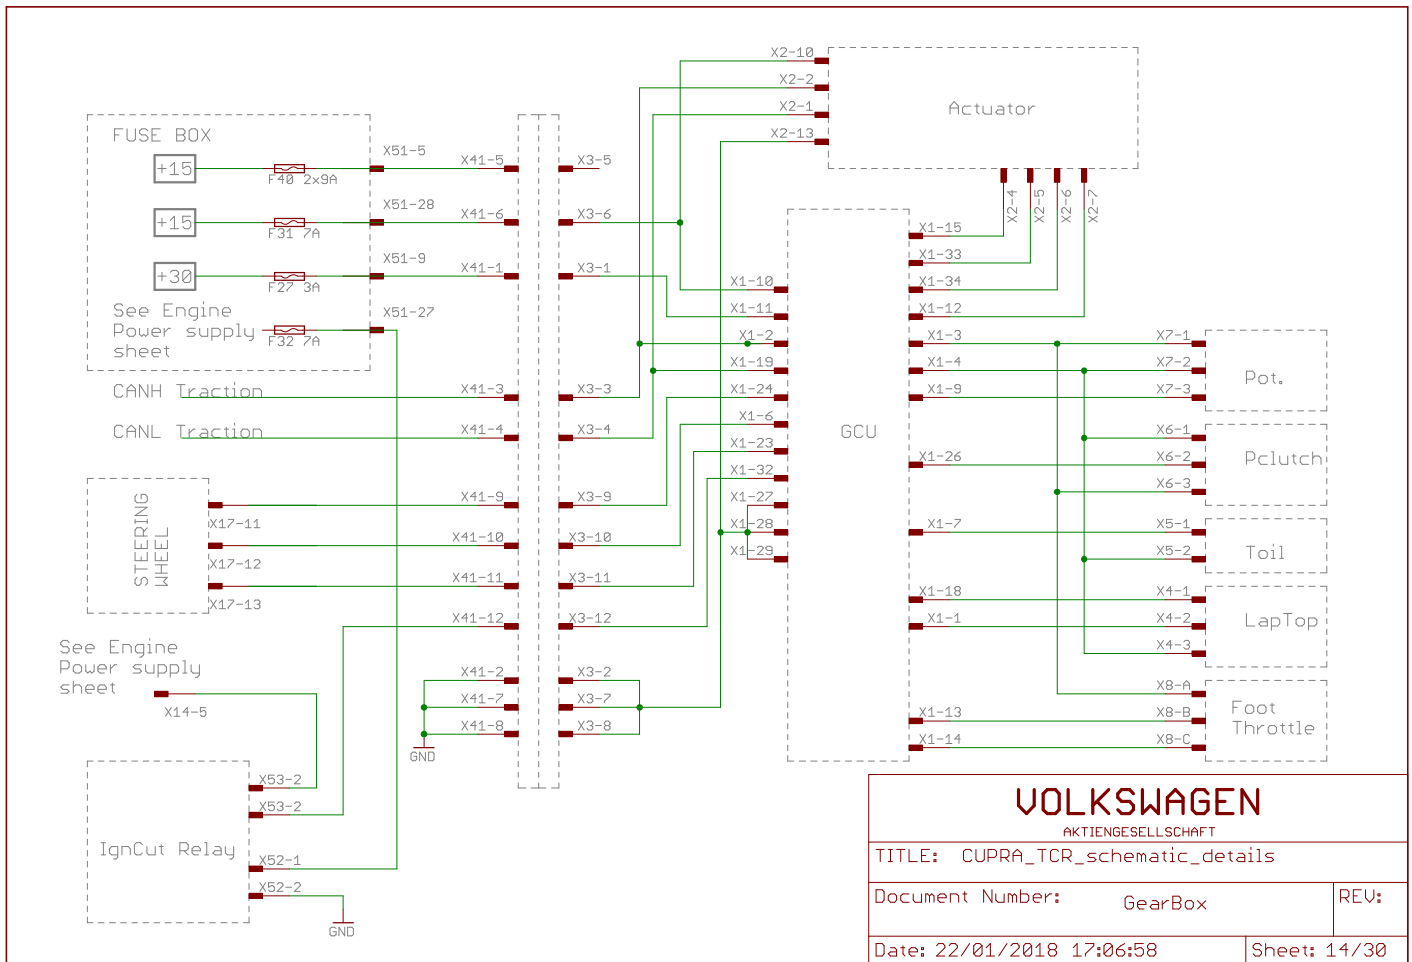 X2-10
X2-2
X2-1
X2-13
Actuator
X2-4
X2-5
X2-6
X2-7
FUSE BOX
+15
F40 2x9A
X51-5
X41-5
X3-5
+15
F31 7A
X51-28
X41-6
X3-6
+30
F27 3A
X51-9
X41-1
X3-1
See Engine
Power supply
sheet
F32 7A
X51-27
CANH Traction
X41-3
X3-3
CANL Traction
X41-4
X3-4
STEERING
WHEEL
X17-11
X17-12
X17-13
X41-9
X3-9
X41-10
X3-10
X41-11
X3-11
X41-12
X3-12
X41-2
X3-2
X41-7
X3-7
X41-8
X3-8
GND
See Engine
Power supply
sheet
X14-5
X53-2
X53-2
IgnCut Relay
X52-1
X52-2
GND
X1-10
X1-11
X1-2
X1-19
X1-24
X1-6
X1-23
X1-32
X1-27
X1-28
X1-29
GCU
X1-15
X1-33
X1-34
X1-12
X1-3
X1-4
X1-9
X1-26
X1-7
X1-18
X1-1
X1-13
X1-14
X7-1
X7-2
X7-3
Pot.
X6-1
X6-2
X6-3
Pclutch
X5-1
X5-2
Toil
X4-1
X4-2
X4-3
LapTop
X8-A
X8-B
X8-C
Foot
Throttle
VOLKSWAGEN
AKTIENGESELLSCHAFT
TITLE: CUPRA_TCR_schematic_details
Document Number: GearBox
REV:
Date: 22/01/2018 17:06:58
Sheet: 14/30